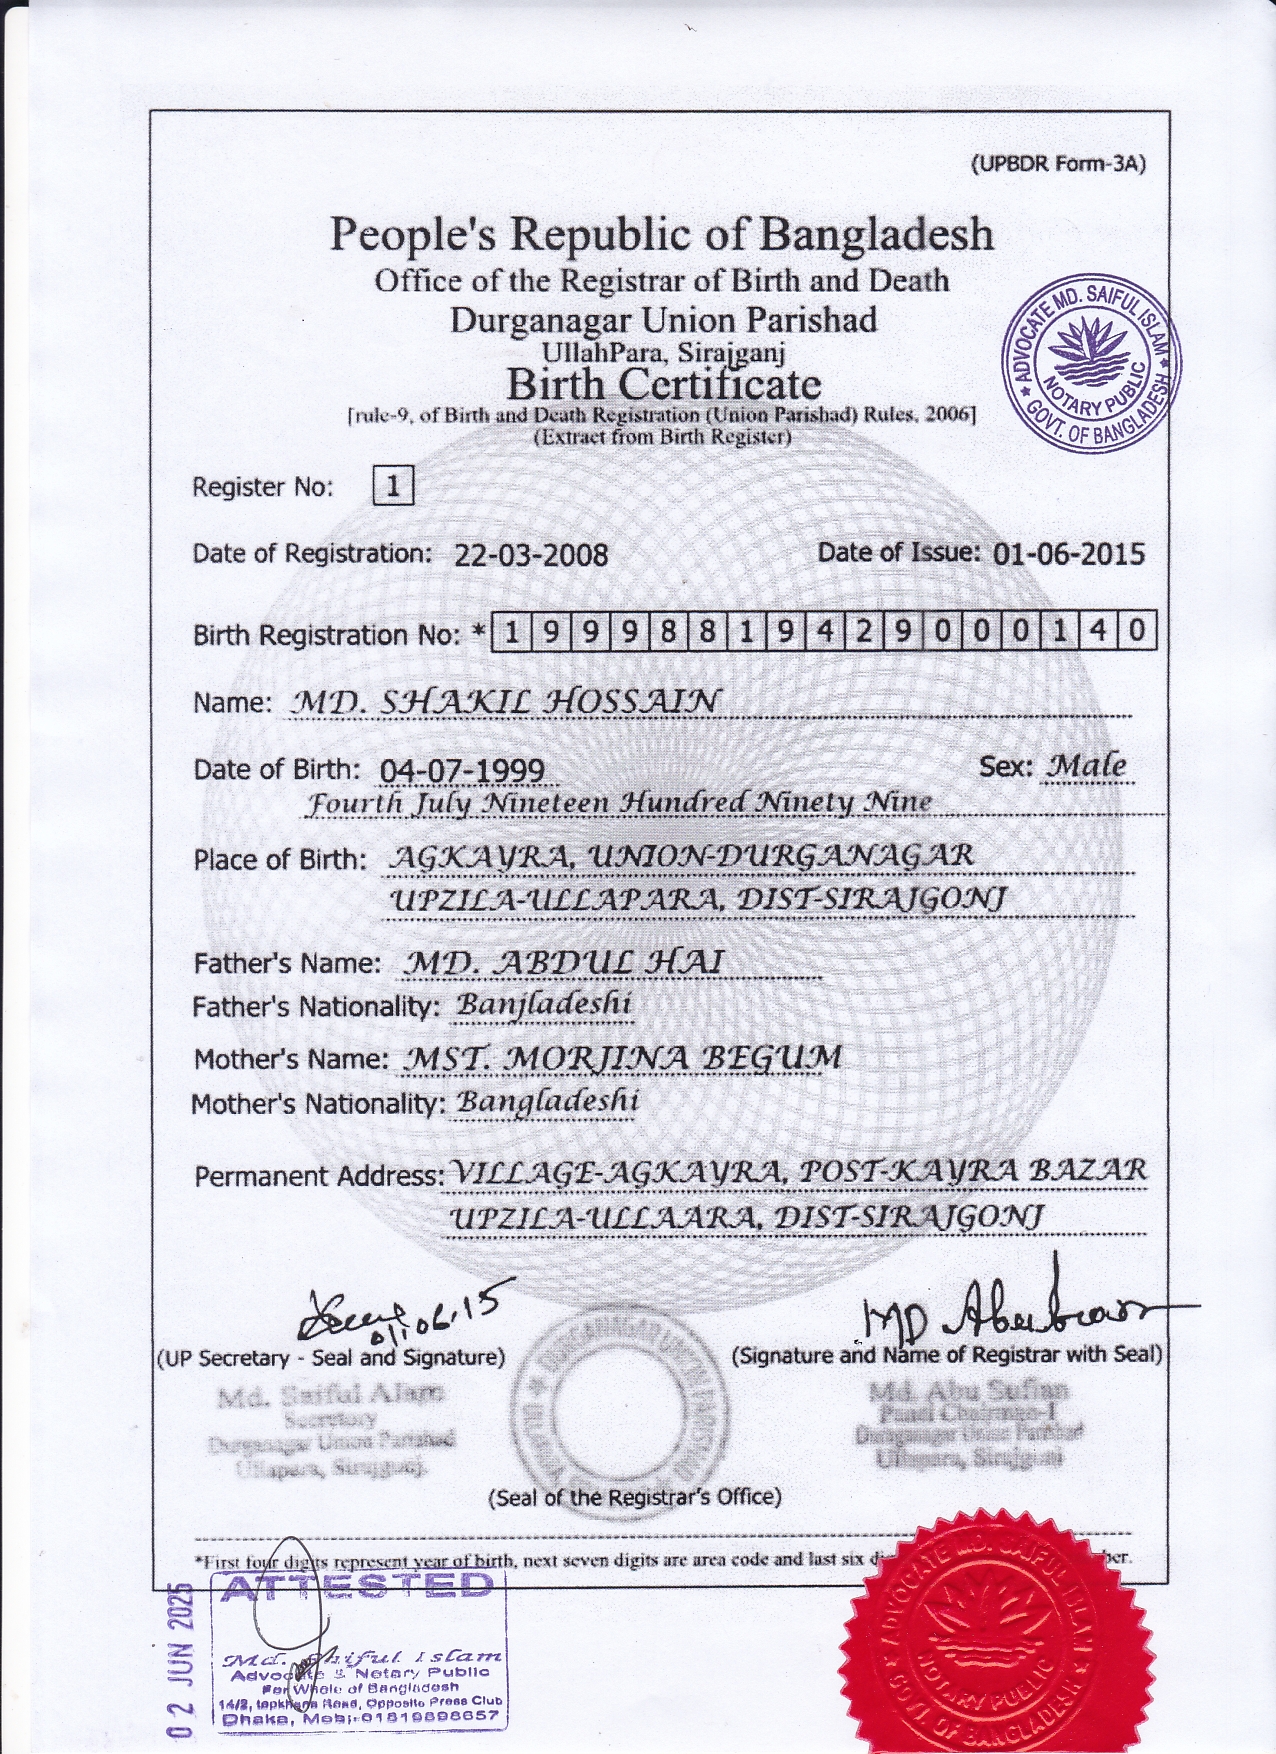 (UPBDR Form-3A)
People's Republic of Bangladesh
Office of the Registrar of Birth and Death
Durganagar Union Parishad
UllahPara, Sirajganj
Birth Certificate
[rule-9, of Birth and Death Registration (Union Parishad) Rules, 2006]
(Extract from Birth Register)
ADVOCATE MD. SAIFUL ISLAM
NOTARY PUBLIC
GOVT. OF BANGLADESH
Register No: 1
Date of Registration: 22-03-2008 Date of Issue: 01-06-2015
Birth Registration No: * 1 9 9 9 8 8 1 9 4 2 9 0 0 0 1 4 0
Name: MD. SHAKIL HOSSAIN
Date of Birth: 04-07-1999 Sex: Male
Fourth July Nineteen Hundred Ninety Nine
Place of Birth: AGKAYRA, UNION-DURGANAGAR
UPZILA-ULLAPARA, DIST-SIRAJGONJ
Father's Name: MD. ABDUL HAI
Father's Nationality: Banjladeshi
Mother's Name: MST. MORJINA BEGUM
Mother's Nationality: Bangladeshi
Permanent Address: VILLAGE-AGKAYRA, POST-KAYRA BAZAR
UPZILA-ULLAARA, DIST-SIRAJGONJ
01.06.15 MD
(UP Secretary - Seal and Signature) (Signature and Name of Registrar with Seal)
Md. Saiful Alam
Secretary
Durganagar Union Parishad
Ullapara, Sirajgonj.
Md. Abu Sufian
Panel Chairman-1
Durganagar Union Parishad
Ullapara, Sirajgonj
DURGANAGAR UNION PARISHAD
(Seal of the Registrar's Office)
*First four digits represent year of birth, next seven digits are area code and last six
02 JUN 2025
ATTESTED
Md. Saiful Islam
Advocate & Notary Public
For Whole of Bangladesh
14/2, topkhana Road, Opposite Press Club
Dhaka, Mob:-01819898657
ADVOCATE MD. SAIFUL ISLAM
NOTARY PUBLIC
GOVT. OF BANGLADESH